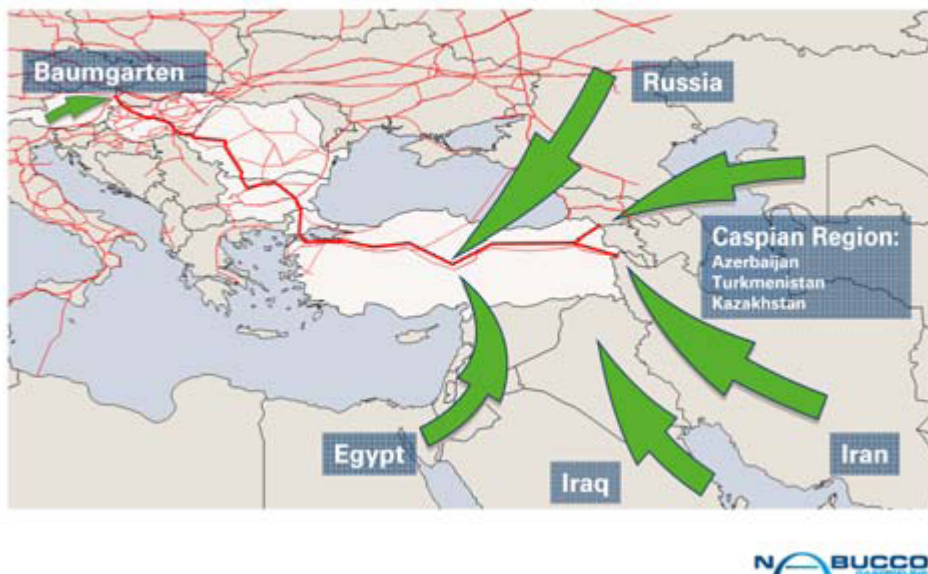 Baumgarten
Russia
Caspian Region:
Azerbaijan
Turkmenistan
Kazakhstan
Egypt
Iraq
Iran
NABUCCO